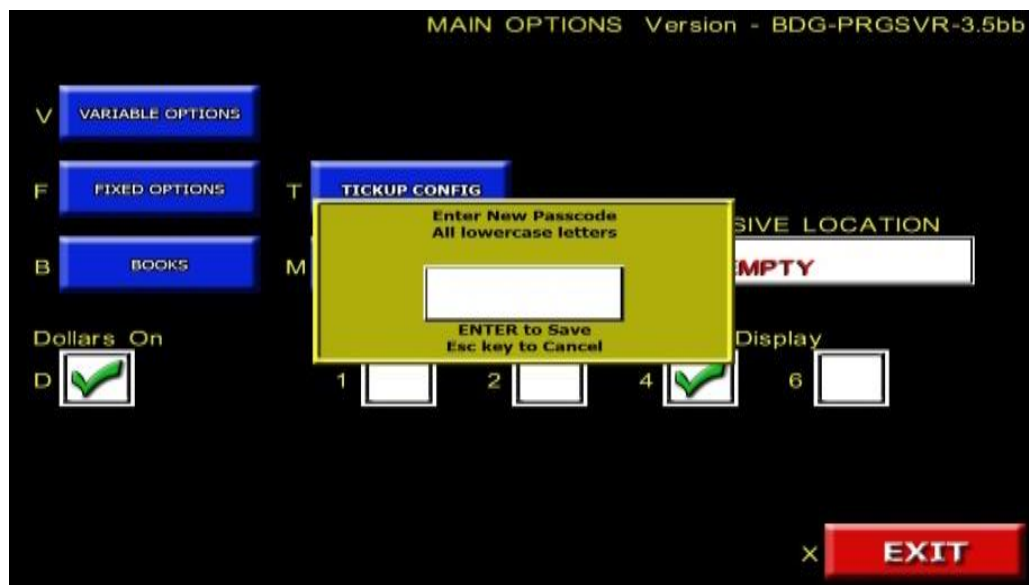 MAIN OPTIONS Version - BDG-PRGSVR-3.5bb
V VARIABLE OPTIONS
F FIXED OPTIONS T TICKUP CONFIG
Enter New Passcode
All lowercase letters
SIVE LOCATION
B BOOKS M
EMPTY
ENTER to Save
Esc key to Cancel
Dollars On
Display
D 1 2 4 6
X EXIT